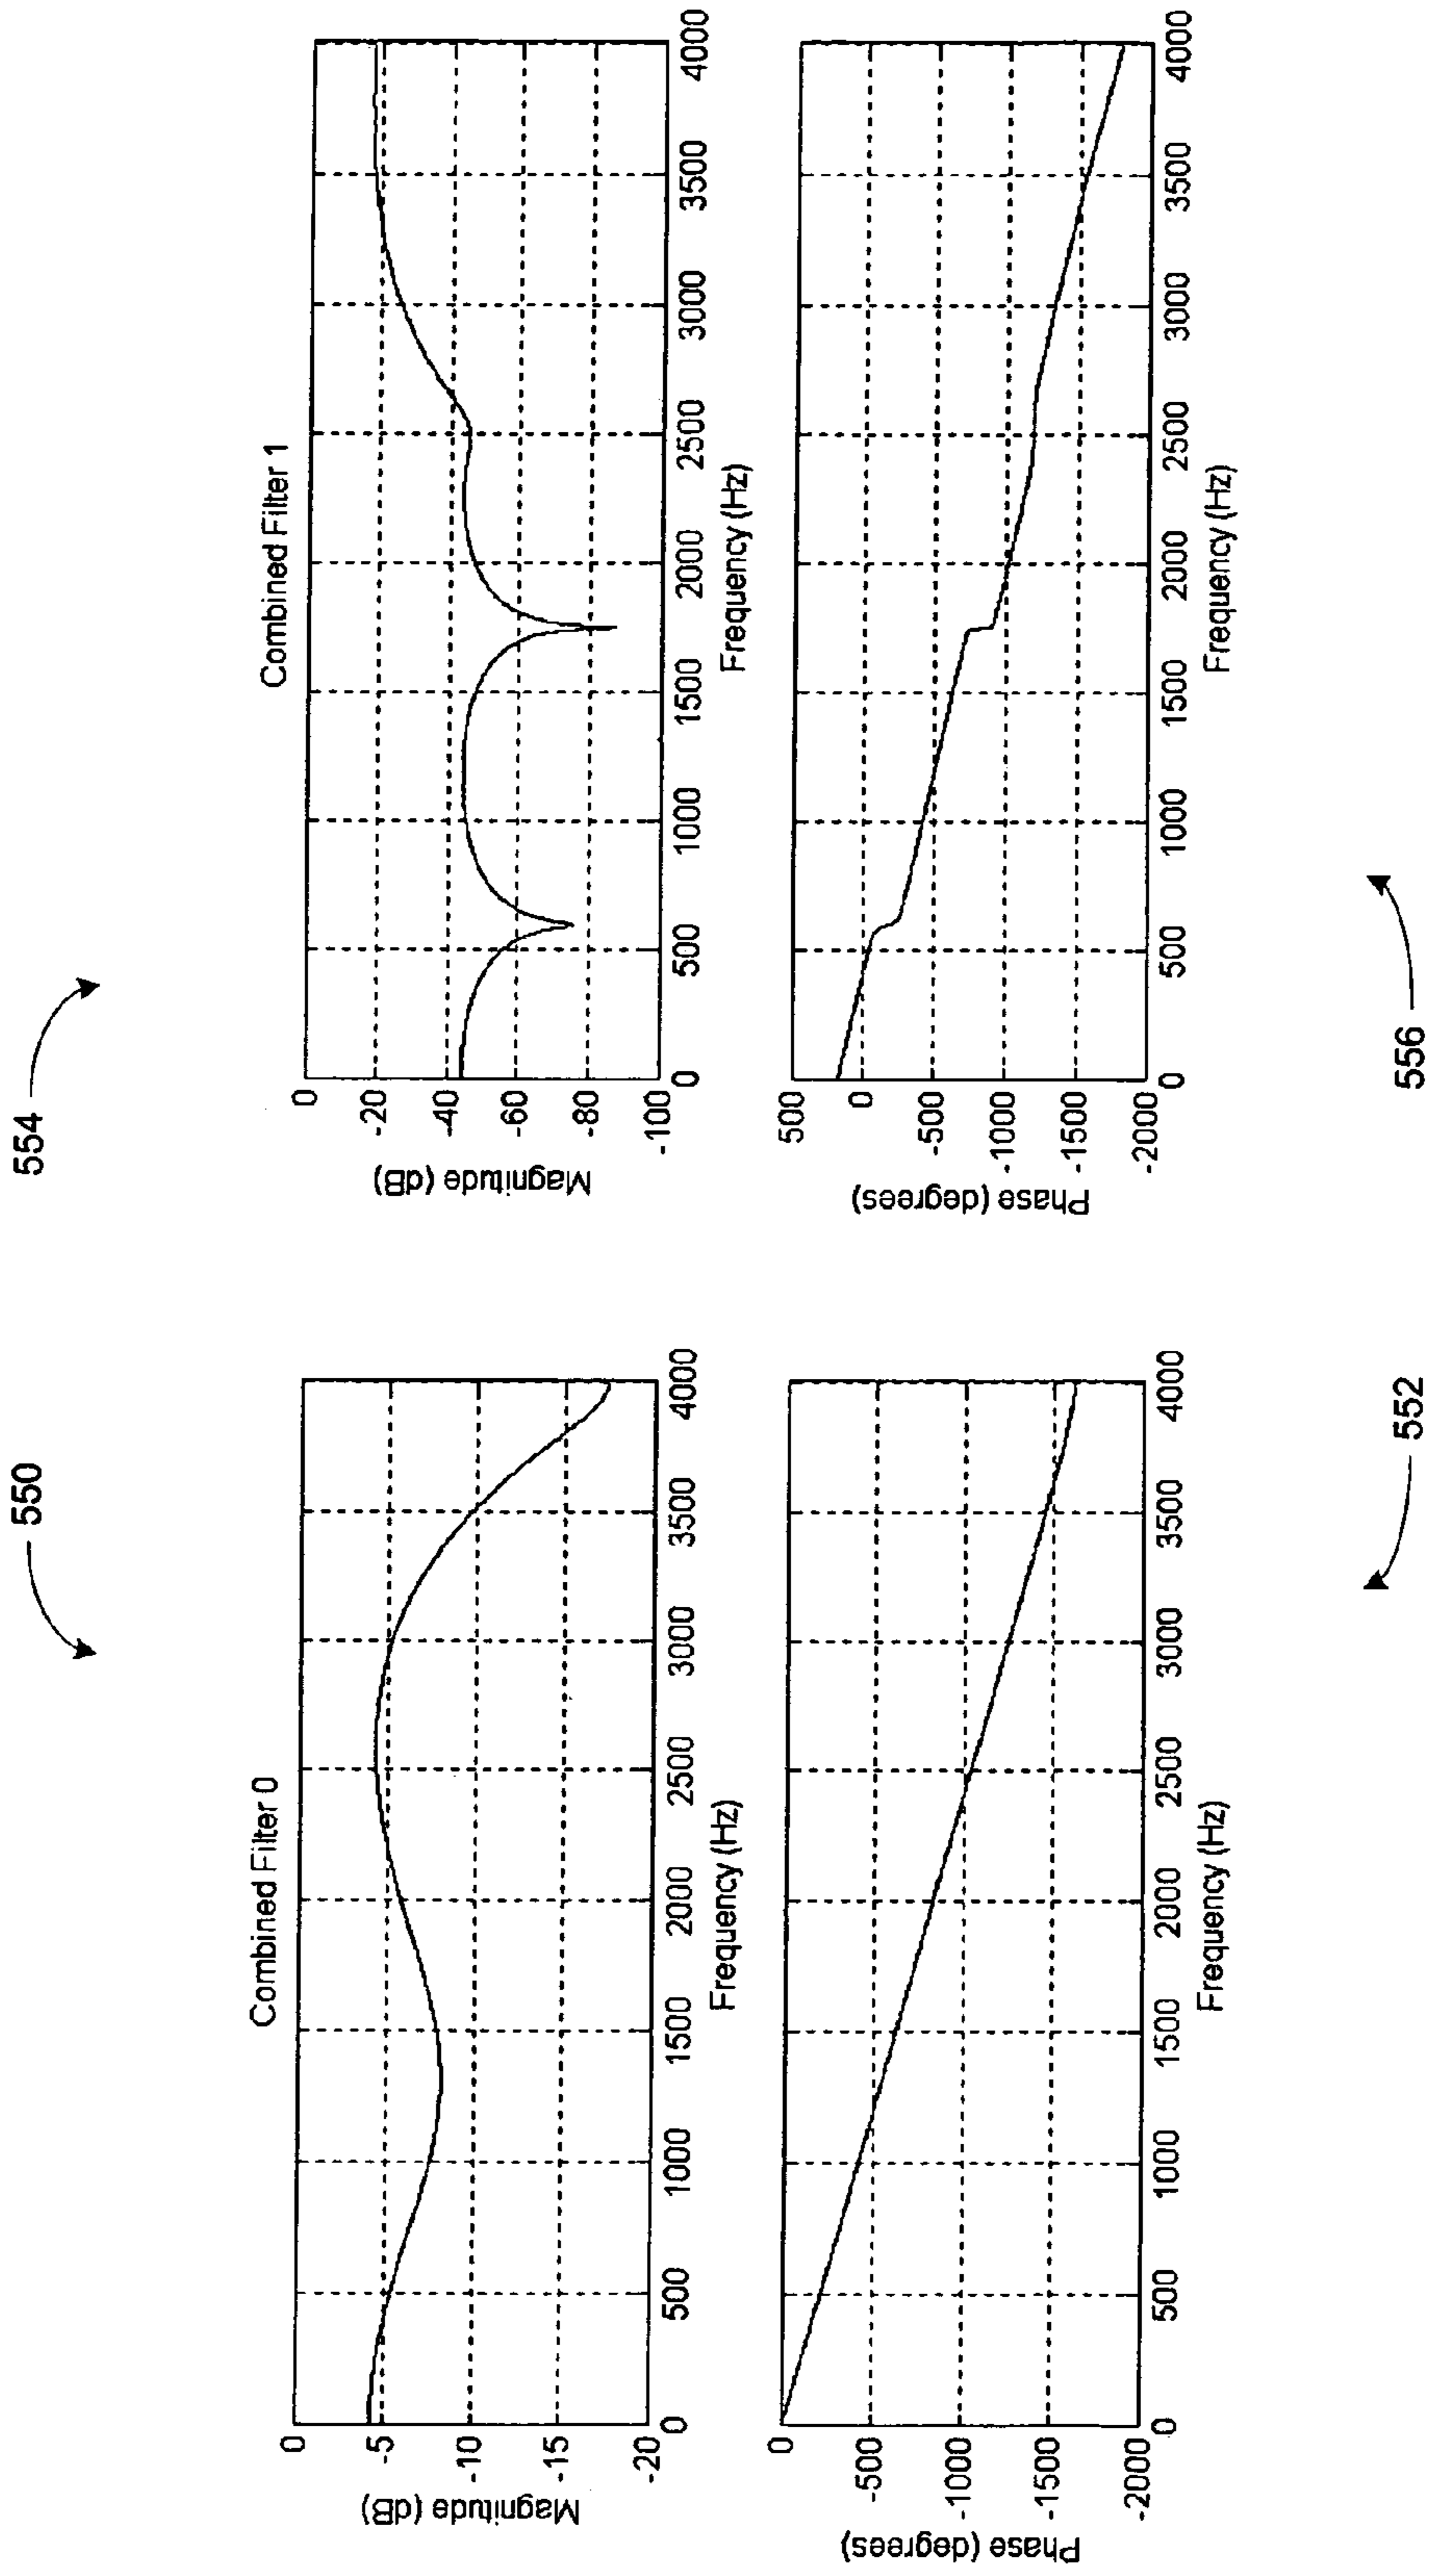 550
Combined Filter 0
0
-5
-10
-15
-20
Magnitude (dB)
0 500 1000 1500 2000 2500 3000 3500 4000
Frequency (Hz)
0
-500
-1000
-1500
-2000
Phase (degrees)
0 500 1000 1500 2000 2500 3000 3500 4000
Frequency (Hz)
552
554
Combined Filter 1
0
-20
-40
-60
-80
-100
Magnitude (dB)
0 500 1000 1500 2000 2500 3000 3500 4000
Frequency (Hz)
500
0
-500
-1000
-1500
-2000
Phase (degrees)
0 500 1000 1500 2000 2500 3000 3500 4000
Frequency (Hz)
556